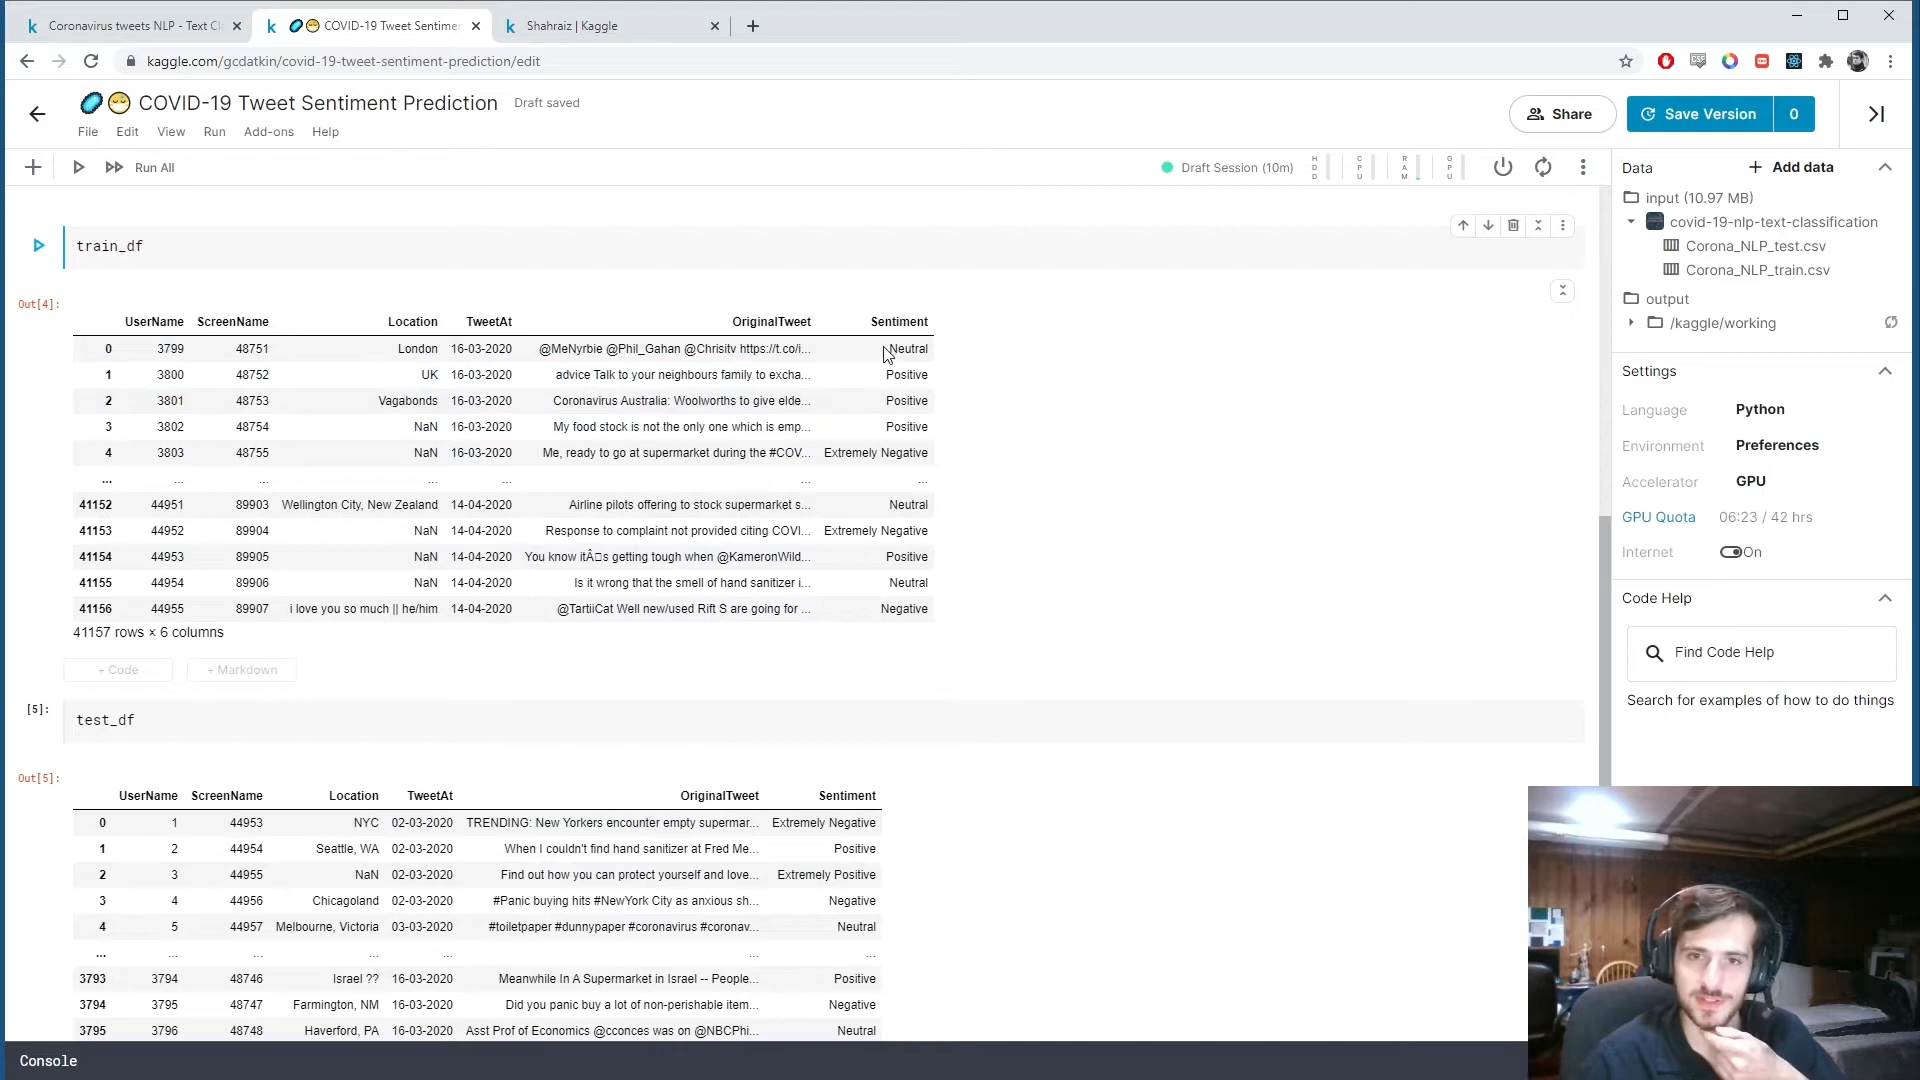 Coronavirus tweets NLP - Text Cl
COVID-19 Tweet Sentimen
Shahraiz | Kaggle
kaggle.com/gcdatkin/covid-19-tweet-sentiment-prediction/edit
COVID-19 Tweet Sentiment Prediction
Draft saved
File Edit View Run Add-ons Help
Share
Save Version 0
Run All
Draft Session (10m)
HDD
CPU
RAM
GPU
train_df
Out[4]:
UserName ScreenName Location TweetAt OriginalTweet Sentiment
0 3799 48751 London 16-03-2020 @MeNyrbie @Phil_Gahan @Chrisitv https://t.co/i... Neutral
1 3800 48752 UK 16-03-2020 advice Talk to your neighbours family to excha... Positive
2 3801 48753 Vagabonds 16-03-2020 Coronavirus Australia: Woolworths to give elde... Positive
3 3802 48754 NaN 16-03-2020 My food stock is not the only one which is emp... Positive
4 3803 48755 NaN 16-03-2020 Me, ready to go at supermarket during the #COV... Extremely Negative
... ... ... ... ... ... ...
41152 44951 89903 Wellington City, New Zealand 14-04-2020 Airline pilots offering to stock supermarket s... Neutral
41153 44952 89904 NaN 14-04-2020 Response to complaint not provided citing COVI... Extremely Negative
41154 44953 89905 NaN 14-04-2020 You know itÂ□s getting tough when @KameronWild... Positive
41155 44954 89906 NaN 14-04-2020 Is it wrong that the smell of hand sanitizer i... Neutral
41156 44955 89907 i love you so much || he/him 14-04-2020 @TartiiCat Well new/used Rift S are going for ... Negative
41157 rows × 6 columns
+ Code + Markdown
[5]:
test_df
Out[5]:
UserName ScreenName Location TweetAt OriginalTweet Sentiment
0 1 44953 NYC 02-03-2020 TRENDING: New Yorkers encounter empty supermar... Extremely Negative
1 2 44954 Seattle, WA 02-03-2020 When I couldn't find hand sanitizer at Fred Me... Positive
2 3 44955 NaN 02-03-2020 Find out how you can protect yourself and love... Extremely Positive
3 4 44956 Chicagoland 02-03-2020 #Panic buying hits #NewYork City as anxious sh... Negative
4 5 44957 Melbourne, Victoria 03-03-2020 #toiletpaper #dunnypaper #coronavirus #coronav... Neutral
... ... ... ... ... ... ...
3793 3794 48746 Israel ?? 16-03-2020 Meanwhile In A Supermarket in Israel -- People... Positive
3794 3795 48747 Farmington, NM 16-03-2020 Did you panic buy a lot of non-perishable item... Negative
3795 3796 48748 Haverford, PA 16-03-2020 Asst Prof of Economics @cconces was on @NBCPhi... Neutral
Console
Data
Add data
input (10.97 MB)
covid-19-nlp-text-classification
Corona_NLP_test.csv
Corona_NLP_train.csv
output
/kaggle/working
Settings
Language Python
Environment Preferences
Accelerator GPU
GPU Quota 06:23 / 42 hrs
Internet On
Code Help
Find Code Help
Search for examples of how to do things